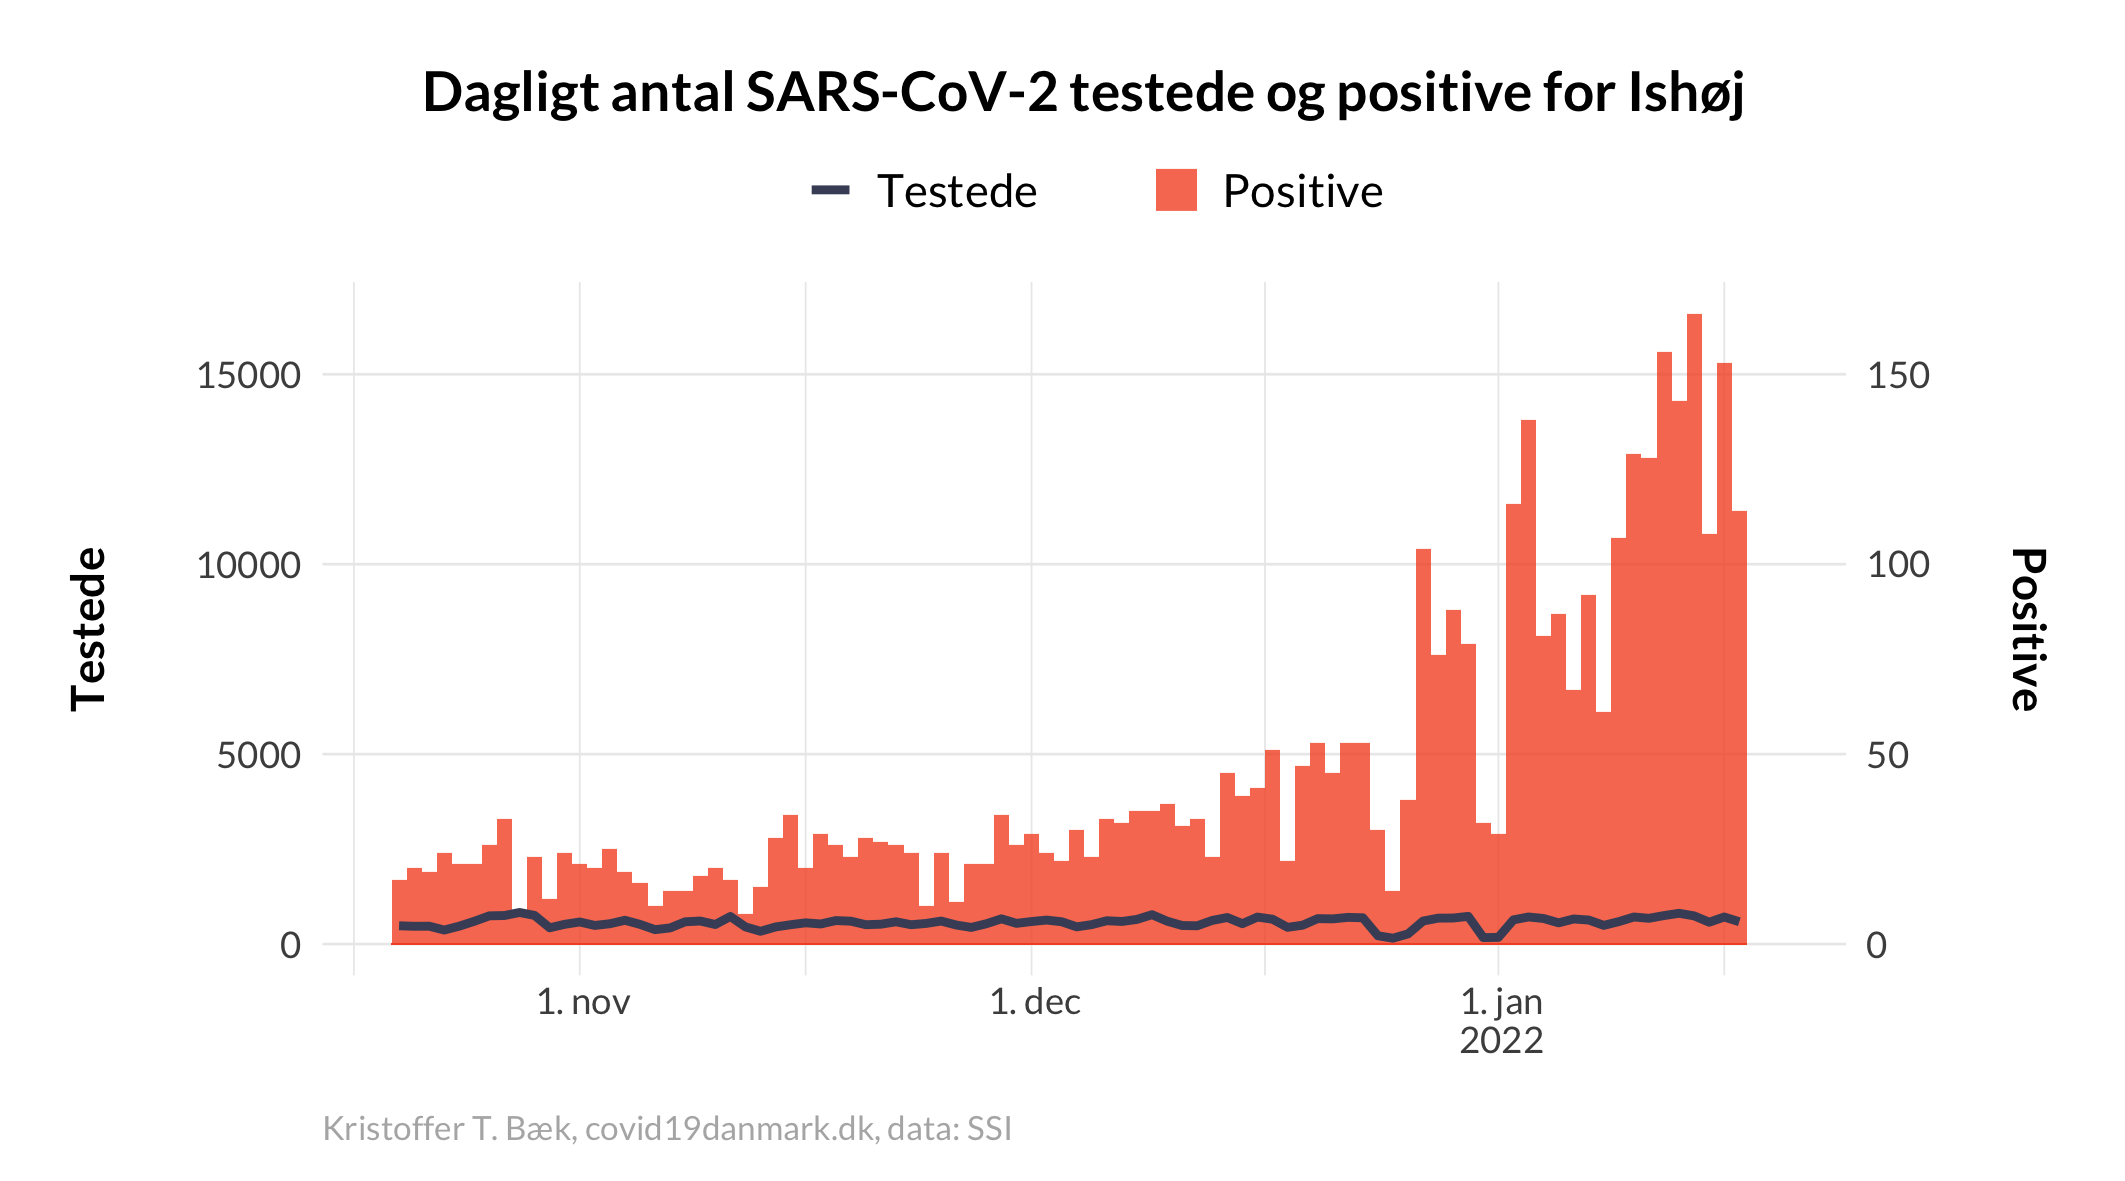 Dagligt antal SARS-CoV-2 testede og positive for Ishøj
Testede
Positive
15000
10000
5000
0
150
100
50
0
Testede
Positive
1. nov
1. dec
1. jan
2022
Kristoffer T. Bæk, covid19danmark.dk, data: SSI